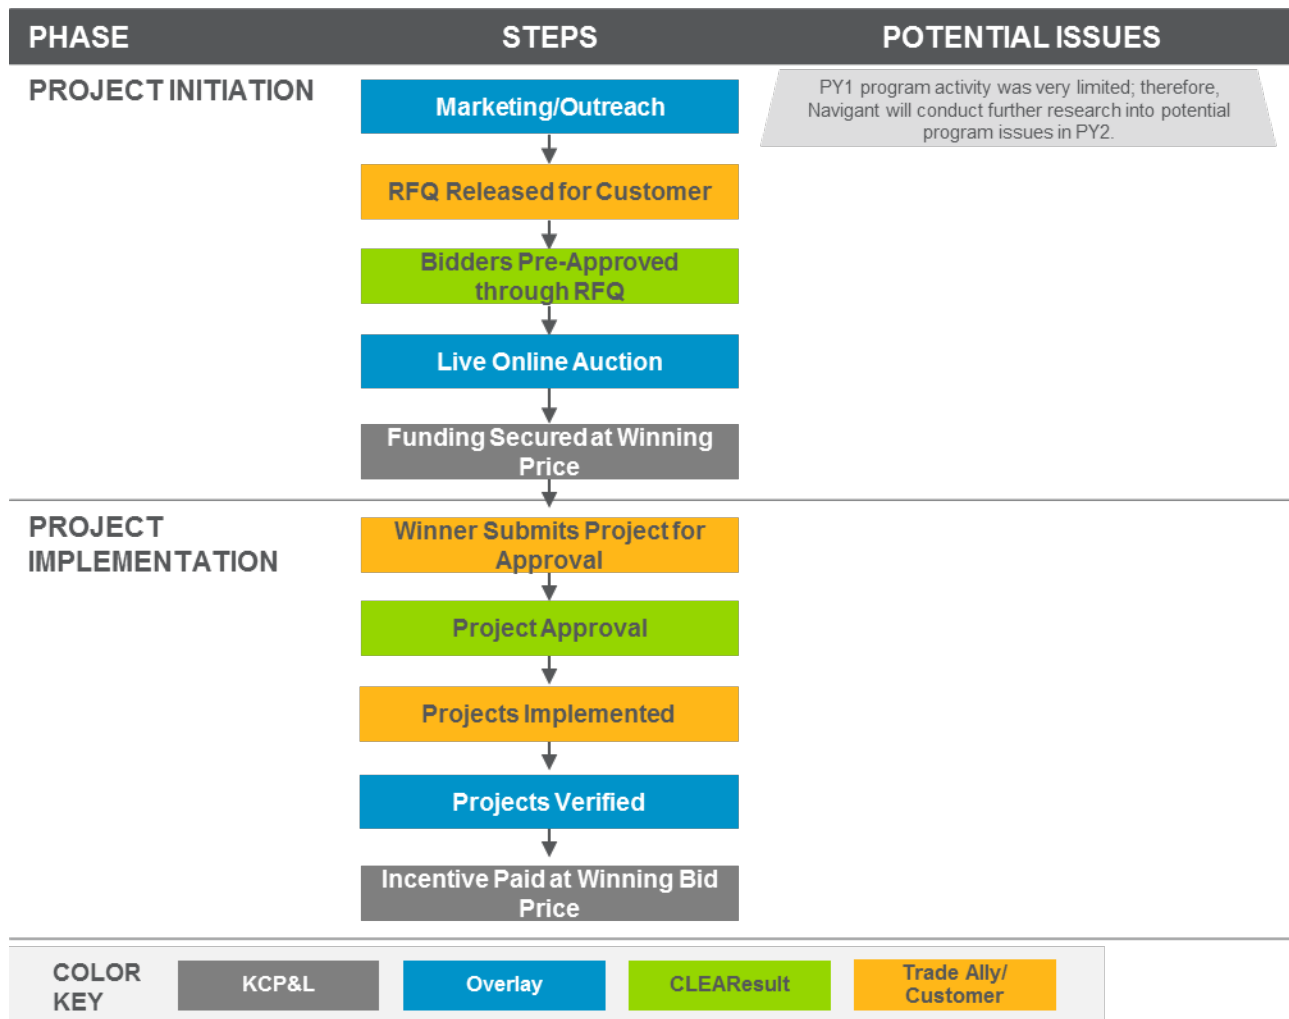 PHASE
STEPS
POTENTIAL ISSUES
PROJECT INITIATION
Marketing/Outreach
PY1 program activity was very limited; therefore,
Navigant will conduct further research into potential
program issues in PY2.
RFQ Released for Customer
Bidders Pre-Approved
through RFQ
Live Online Auction
Funding Secured at Winning
Price
PROJECT
IMPLEMENTATION
Winner Submits Project for
Approval
Project Approval
Projects Implemented
Projects Verified
Incentive Paid at Winning Bid
Price
COLOR
KEY
KCP&L
Overlay
CLEAResult
Trade Ally/
Customer